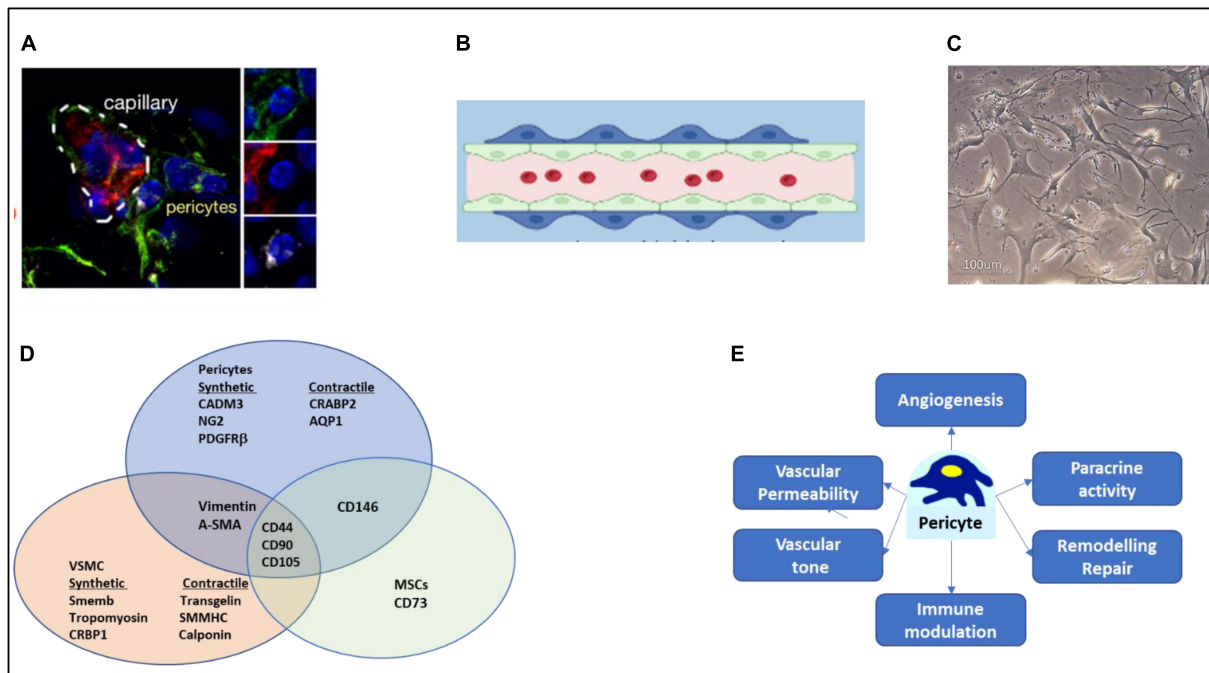 A
capillary
pericytes
B
C
100um
D
Pericytes
Synthetic Contractile
CADM3 CRABP2
NG2 AQP1
PDGFRβ
Vimentin
A-SMA
CD146
CD44
CD90
CD105
VSMC
Synthetic Contractile
Smemb Transgelin
Tropomyosin SMMHC
CRBP1 Calponin
MSCs
CD73
E
Angiogenesis
Vascular
Permeability
Paracrine
activity
Pericyte
Vascular
tone
Remodelling
Repair
Immune
modulation